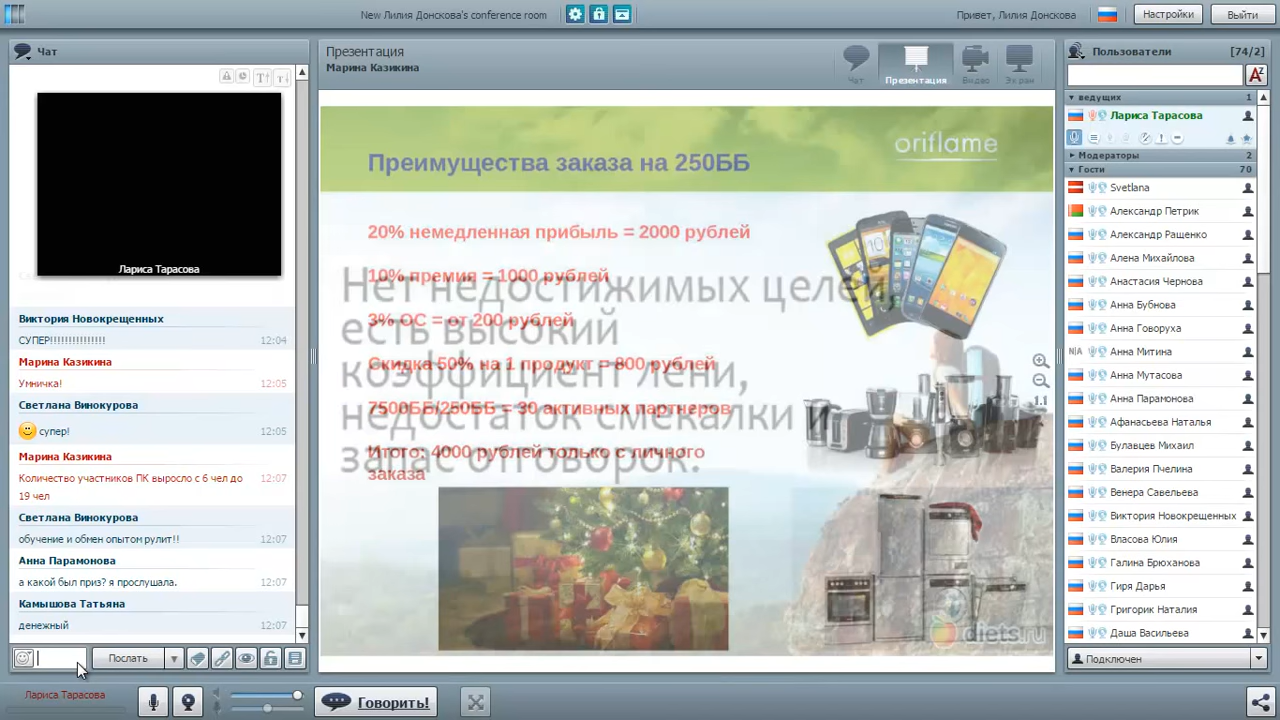 New Лилия Донскова's conference room
Привет, Лилия Донскова
Настройки
Выйти
Чат
Лариса Тарасова
Виктория Новокрещенных
СУПЕР!!!!!!!!!!!!!!! 12:04
Марина Казикина
Умничка! 12:05
Светлана Винокурова
супер! 12:05
Марина Казикина
Количество участников ПК выросло с 6 чел до 12:07
19 чел
Светлана Винокурова
обучение и обмен опытом рулит!! 12:07
Анна Парамонова
а какой был приз? я прослушала. 12:07
Камышова Татьяна
денежный 12:07
Послать
Лариса Тарасова
Говорить!
Презентация
Марина Казикина
Чат
Презентация
Видео
Экран
oriflame
Преимущества заказа на 250ББ
20% немедленная прибыль = 2000 рублей
10% премия = 1000 рублей
3% ОС = от 200 рублей
Скидка 50% на 1 продукт = 800 рублей
7500ББ/250ББ = 30 активных партнеров
Итого: 4000 рублей только с личного
заказа
Нет недостижимых целей,
есть высокий
коэффициент лени,
недостаток смекалки и
запас отговорок.
diets.ru
1:1
Пользователи [74/2]
ведущих 1
Лариса Тарасова
Модераторы 2
Гости 70
Svetlana
Александр Петрик
Александр Ращенко
Алена Михайлова
Анастасия Чернова
Анна Бубнова
Анна Говоруха
N/A Анна Митина
Анна Мутасова
Анна Парамонова
Афанасьева Наталья
Булавцев Михаил
Валерия Пчелина
Венера Савельева
Виктория Новокрещенных
Власова Юлия
Галина Брюханова
Гиря Дарья
Григорик Наталия
Даша Васильева
Подключен